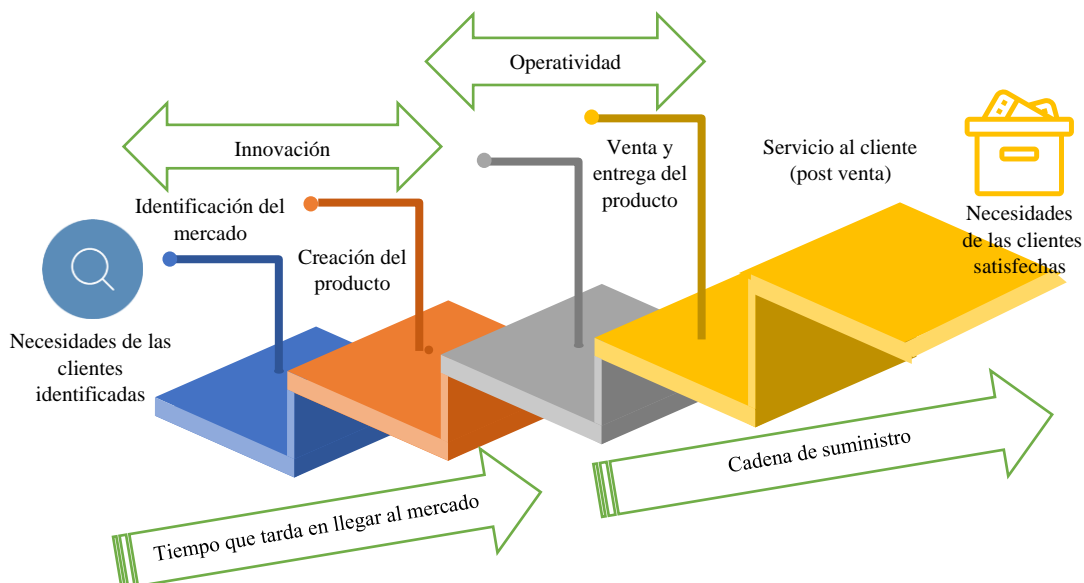 Operatividad
Innovación
Venta y
entrega del
producto
Servicio al cliente
(post venta)
Identificación del
mercado
Necesidades
de las clientes
satisfechas
Creación del
producto
Necesidades de las
clientes
identificadas
Cadena de suministro
Tiempo que tarda en llegar al mercado